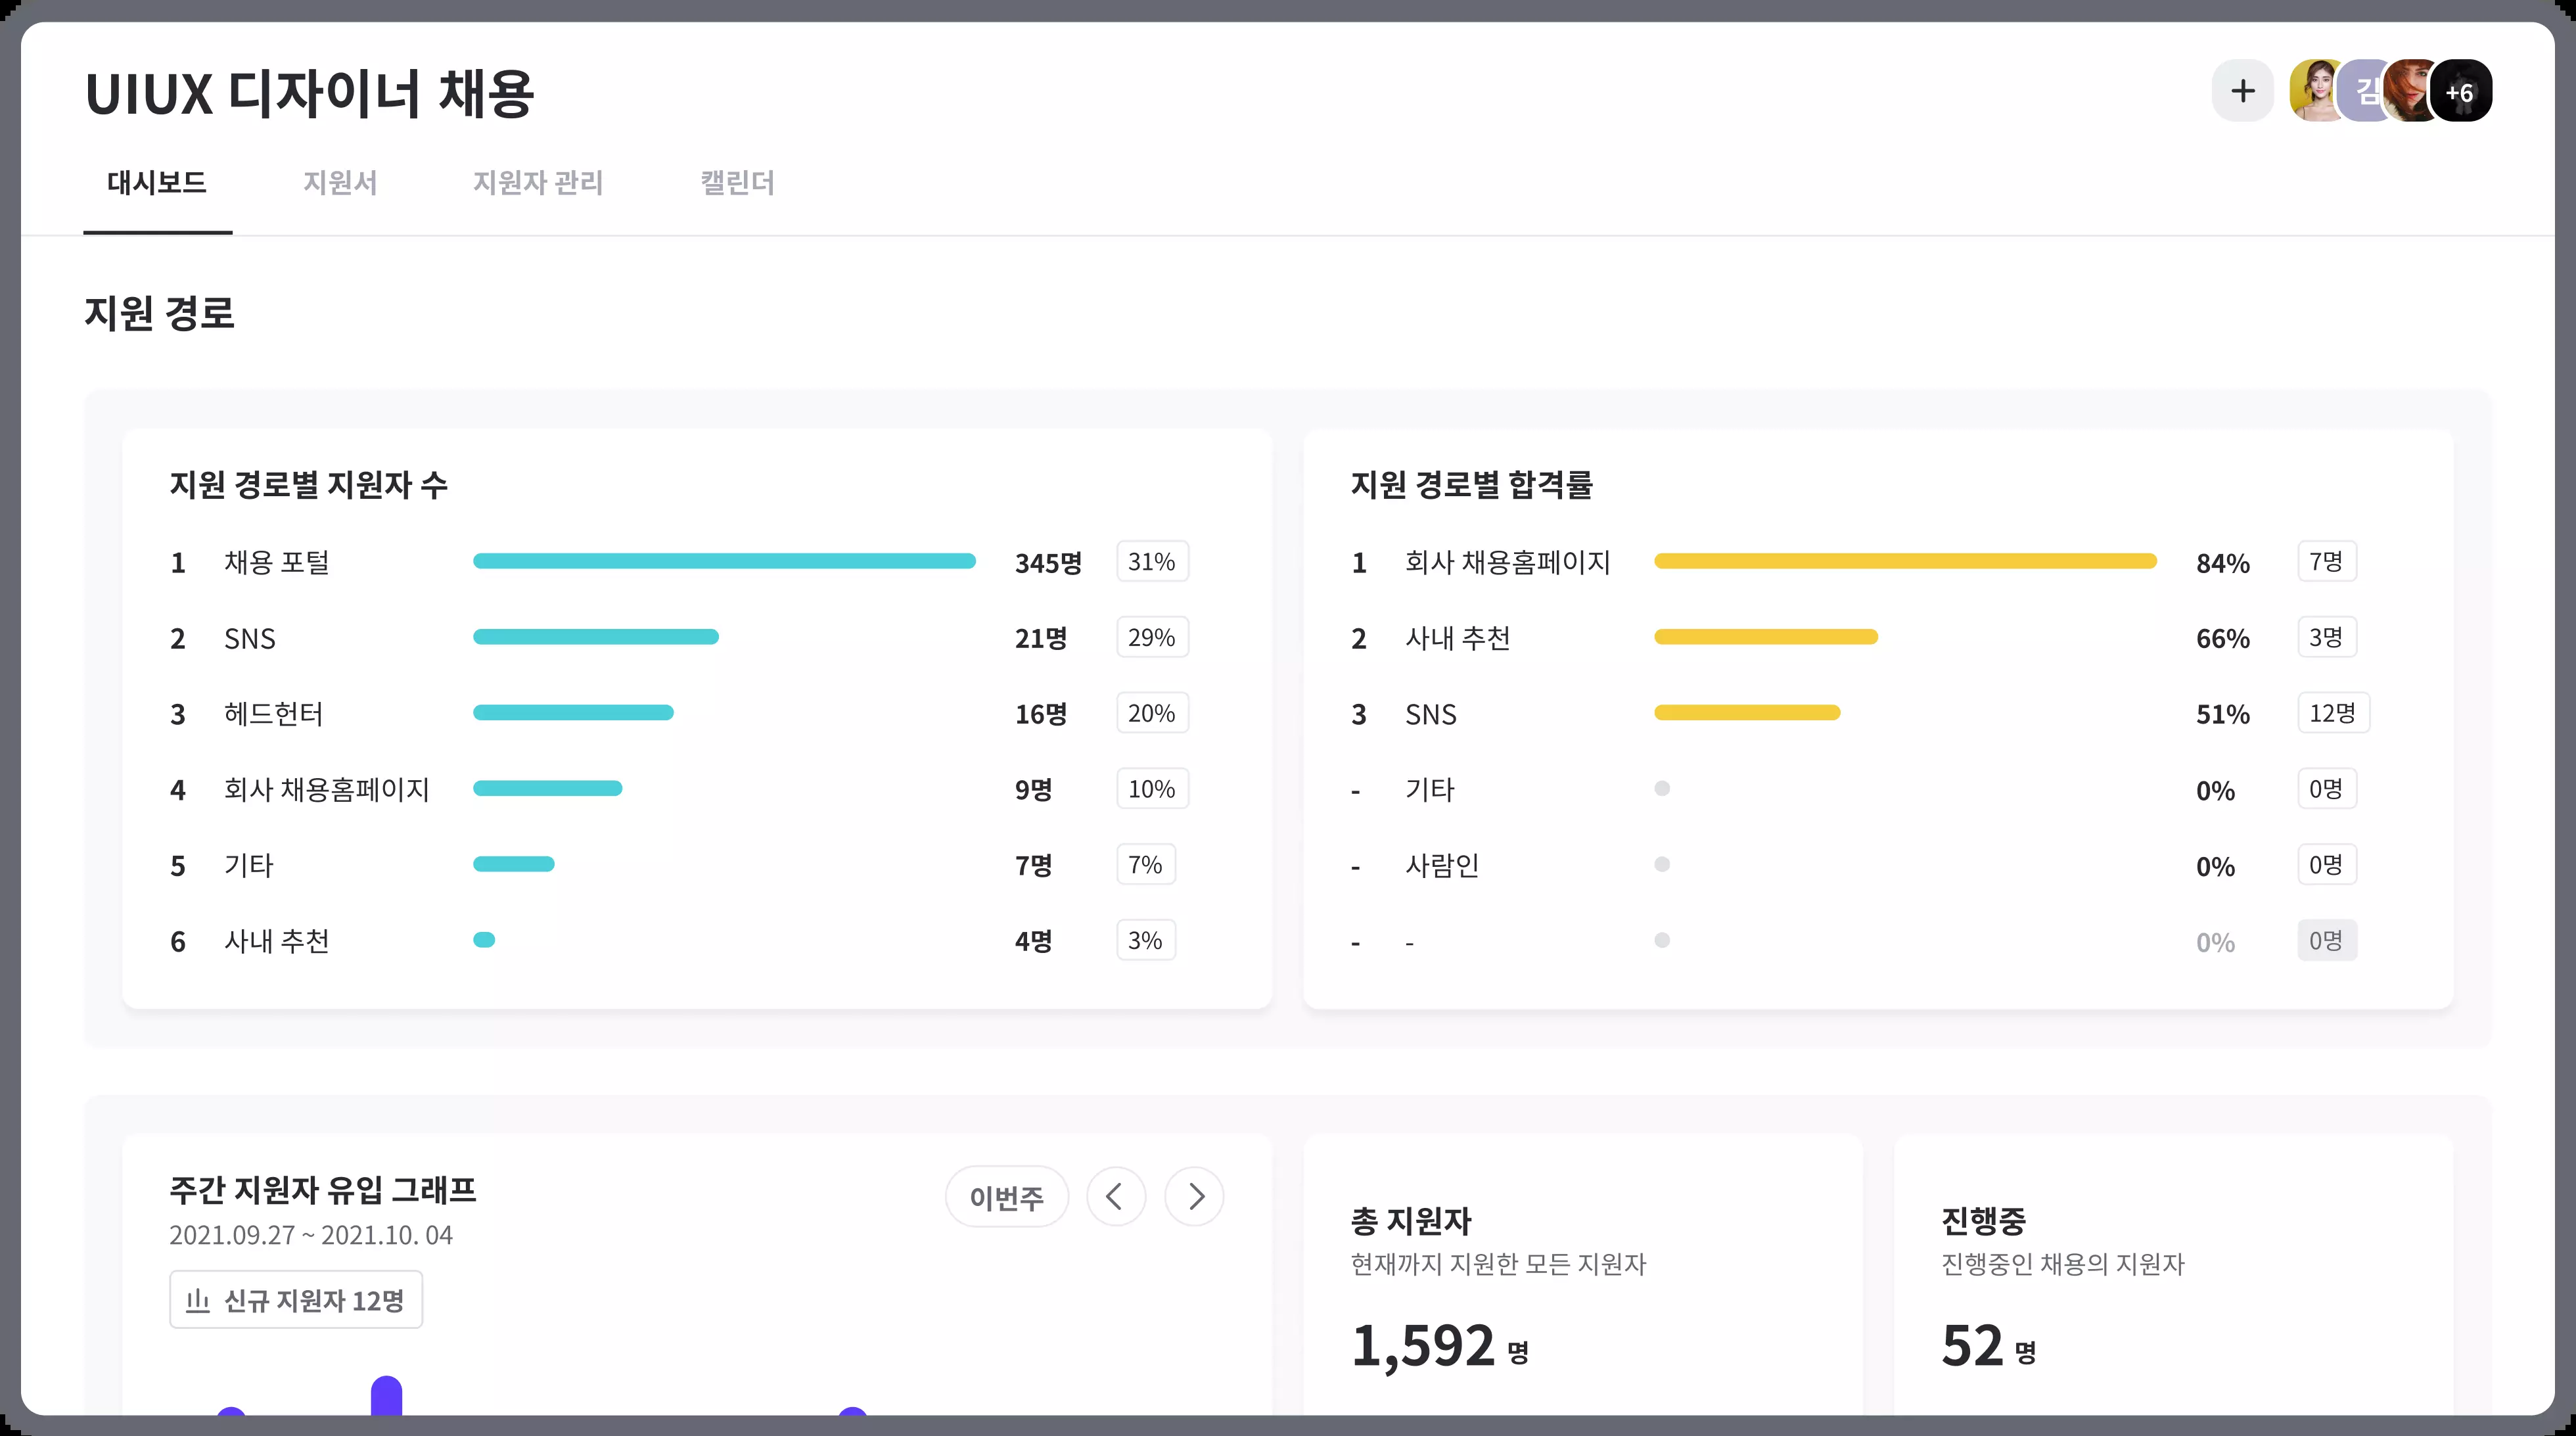 UIUX 디자이너 채용
+ 김 +6
대시보드 지원서 지원자 관리 캘린더
지원 경로
지원 경로별 지원자 수
1 채용 포털 345명 31%
2 SNS 21명 29%
3 헤드헌터 16명 20%
4 회사 채용홈페이지 9명 10%
5 기타 7명 7%
6 사내 추천 4명 3%
지원 경로별 합격률
1 회사 채용홈페이지 84% 7명
2 사내 추천 66% 3명
3 SNS 51% 12명
- 기타 0% 0명
- 사람인 0% 0명
- - 0% 0명
주간 지원자 유입 그래프
이번주
2021.09.27 ~ 2021.10. 04
신규 지원자 12명
총 지원자
현재까지 지원한 모든 지원자
1,592 명
진행중
진행중인 채용의 지원자
52 명